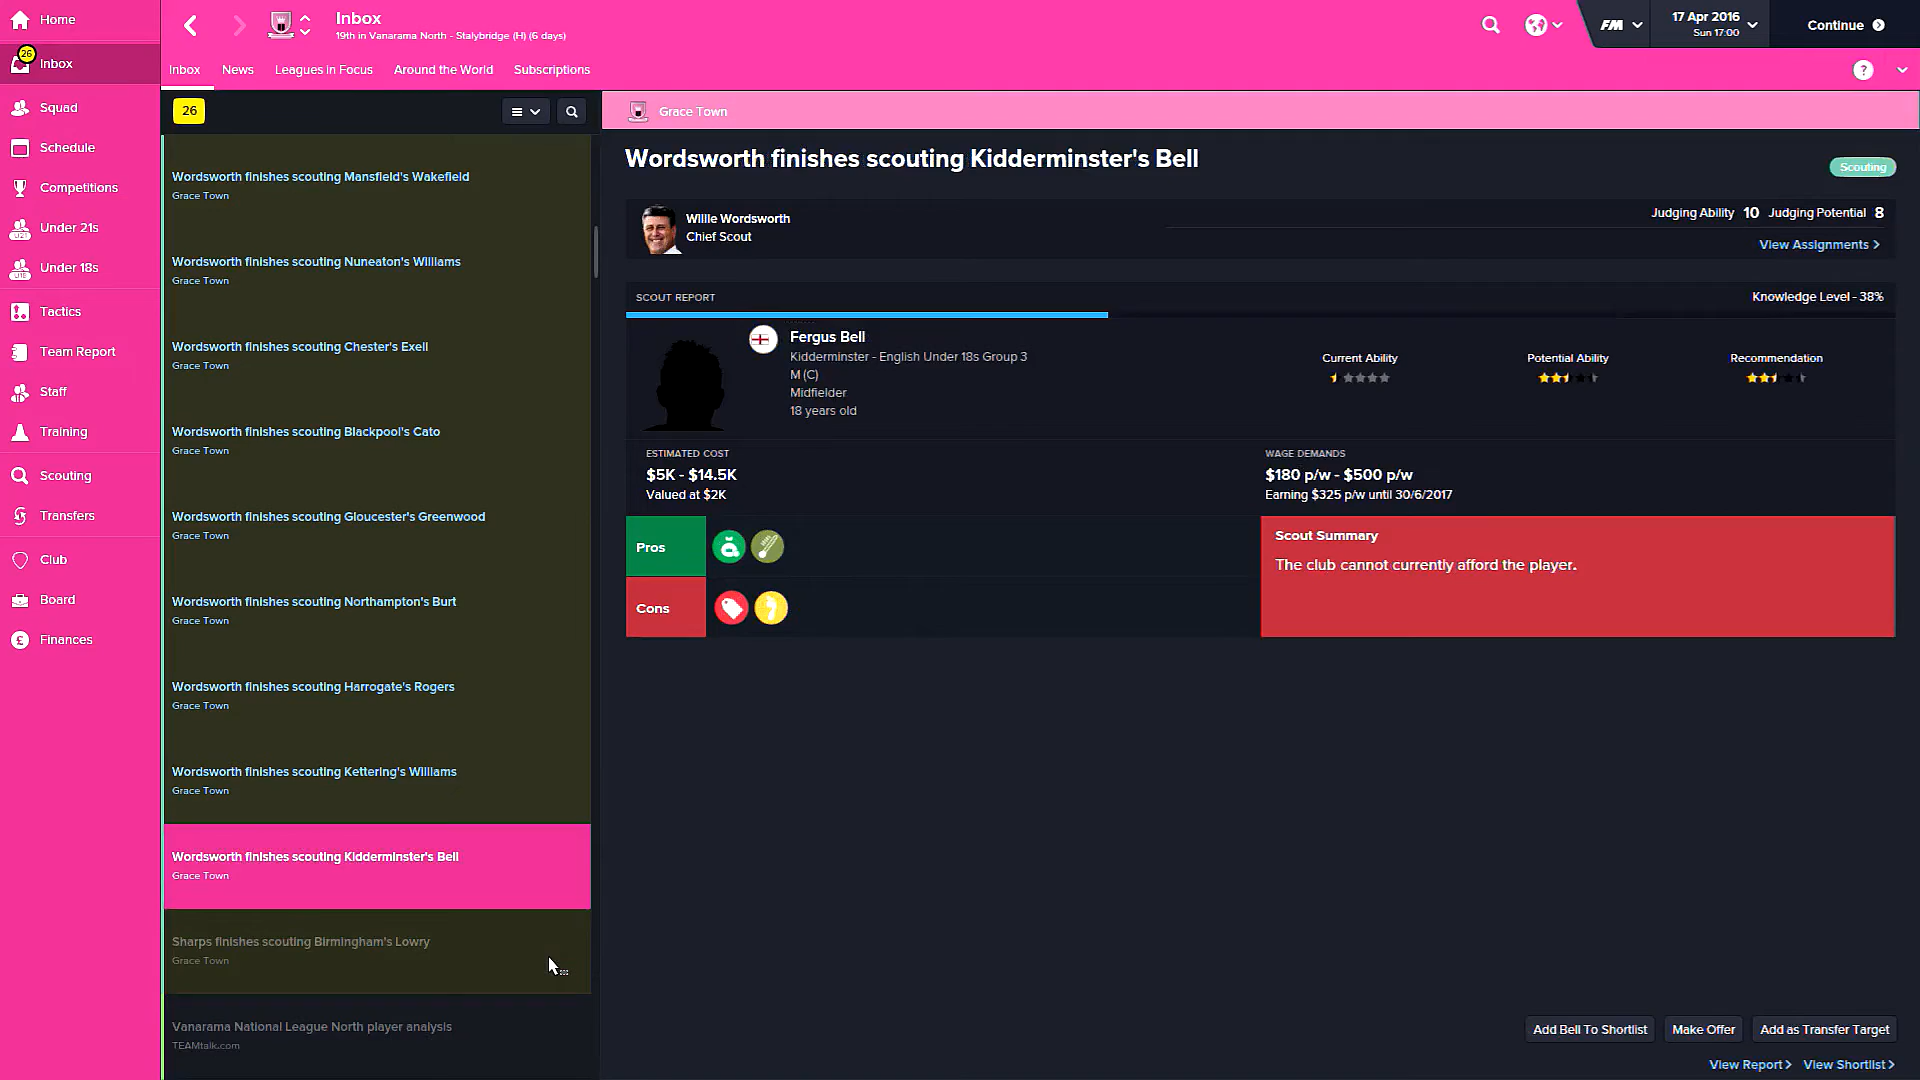 Home
26
Inbox
Squad
Schedule
Competitions
Under 21s
Under 18s
Tactics
Team Report
Staff
Training
Scouting
Transfers
Club
Board
Finances
Inbox
19th in Vanarama North - Stalybridge (H) (6 days)
FM
17 Apr 2016
Sun 17:00
Continue
Inbox
News
Leagues In Focus
Around the World
Subscriptions
?
26
Wordsworth finishes scouting Mansfield's Wakefield
Grace Town
Wordsworth finishes scouting Nuneaton's Williams
Grace Town
Wordsworth finishes scouting Chester's Exell
Grace Town
Wordsworth finishes scouting Blackpool's Cato
Grace Town
Wordsworth finishes scouting Gloucester's Greenwood
Grace Town
Wordsworth finishes scouting Northampton's Burt
Grace Town
Wordsworth finishes scouting Harrogate's Rogers
Grace Town
Wordsworth finishes scouting Kettering's Williams
Grace Town
Wordsworth finishes scouting Kidderminster's Bell
Grace Town
Sharps finishes scouting Birmingham's Lowry
Grace Town
Vanarama National League North player analysis
TEAMtalk.com
Grace Town
Wordsworth finishes scouting Kidderminster's Bell
Scouting
Willie Wordsworth
Chief Scout
Judging Ability 10 Judging Potential 8
View Assignments >
SCOUT REPORT
Knowledge Level - 38%
Fergus Bell
Kidderminster - English Under 18s Group 3
M (C)
Midfielder
18 years old
Current Ability
Potential Ability
Recommendation
ESTIMATED COST
$5K - $14.5K
Valued at $2K
WAGE DEMANDS
$180 p/w - $500 p/w
Earning $325 p/w until 30/6/2017
Pros
Cons
Scout Summary
The club cannot currently afford the player.
Add Bell To Shortlist
Make Offer
Add as Transfer Target
View Report >
View Shortlist >